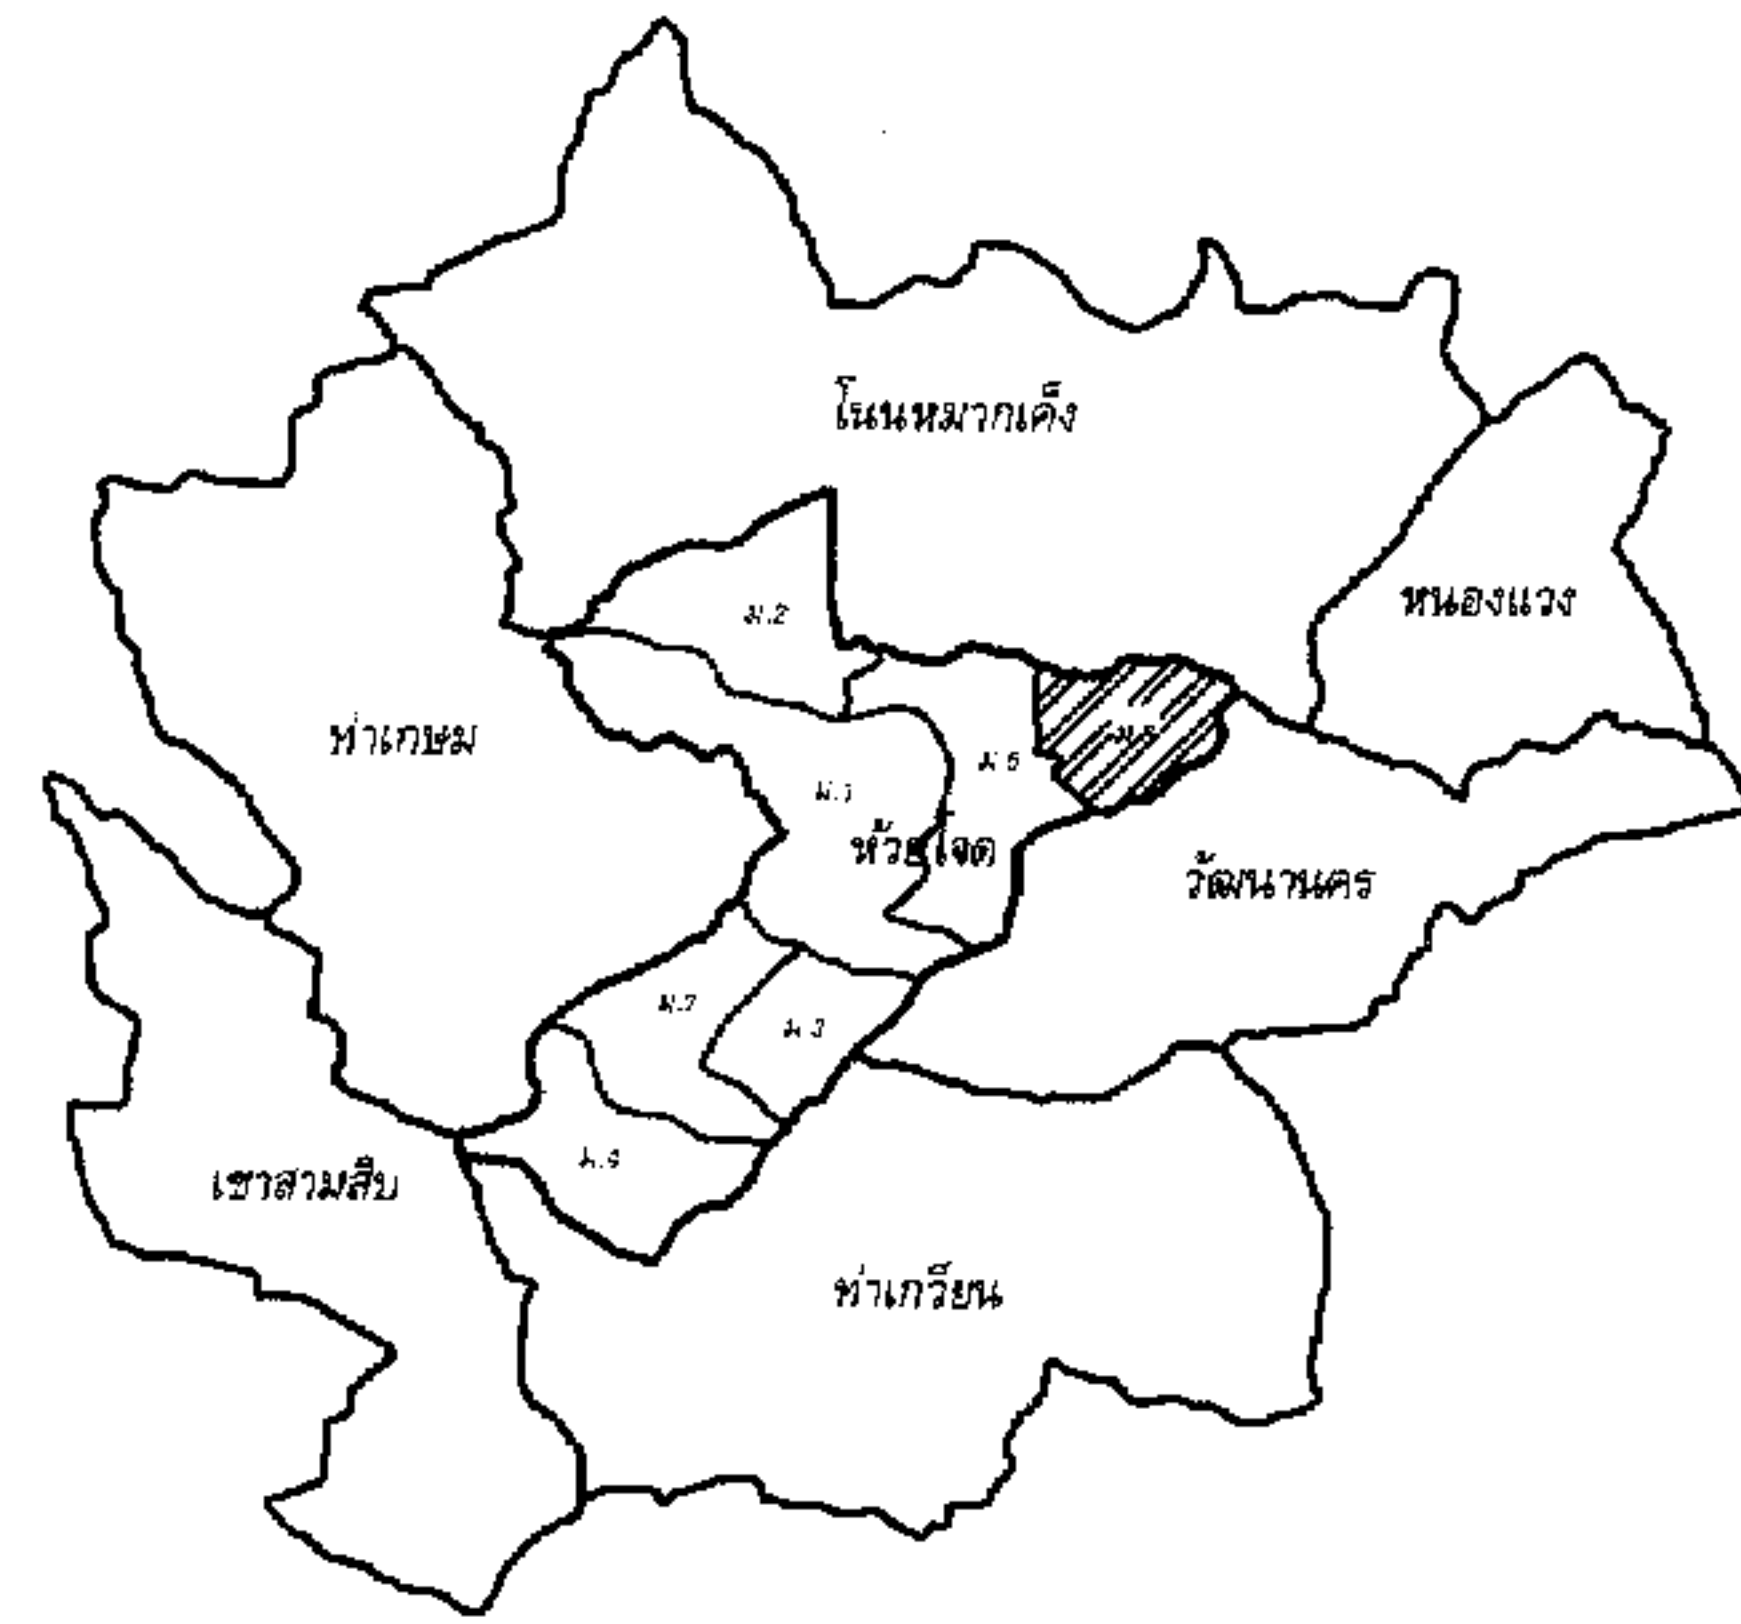 โนนหมากเค็ง
หนองแวง
ม.2
ท่าเกษม
ม.6
ม.1
ห้วยโจด
วัฒนานคร
ม.7
ม.3
ม.4
เขาสามสิบ
ท่าเกวียน